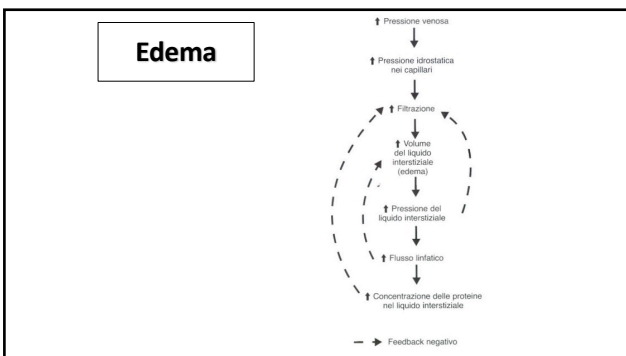 Edema
↑ Pressione venosa
↑ Pressione idrostatica
nei capillari
↑ Filtrazione
↑ Volume
del liquido
interstiziale
(edema)
↑ Pressione del
liquido interstiziale
↑ Flusso linfatico
↑ Concentrazione delle proteine
nel liquido interstiziale
Feedback negativo